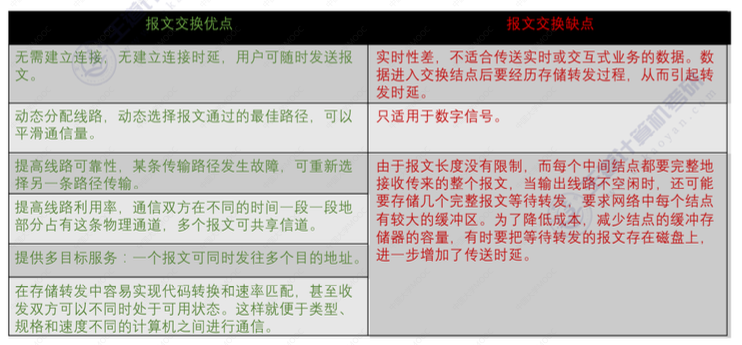 报文交换优点
报文交换缺点
无需建立连接，无建立连接时延，用户可随时发送报
文。
实时性差，不适合传送实时或交互式业务的数据。数
据进入交换结点后要经历存储转发过程，从而引起转
发时延。
动态分配线路，动态选择报文通过的最佳路径，可以
平滑通信量。
只适用于数字信号。
提高线路可靠性，某条传输路径发生故障，可重新选
择另一条路径传输。
提高线路利用率，通信双方在不同的时间一段一段地
部分占有这条物理通道，多个报文可共享信道。
提供多目标服务：一个报文可同时发往多个目的地址。
在存储转发中容易实现代码转换和速率匹配，甚至收
发双方可以不同时处于可用状态。这样就便于类型、
规格和速度不同的计算机之间进行通信。
由于报文长度没有限制，而每个中间结点都要完整地
接收传来的整个报文，当输出线路不空闲时，还可能
要存储几个完整报文等待转发，要求网络中每个结点
有较大的缓冲区。为了降低成本，减少结点的缓冲存
储器的容量，有时要把等待转发的报文存在磁盘上，
进一步增加了传送时延。